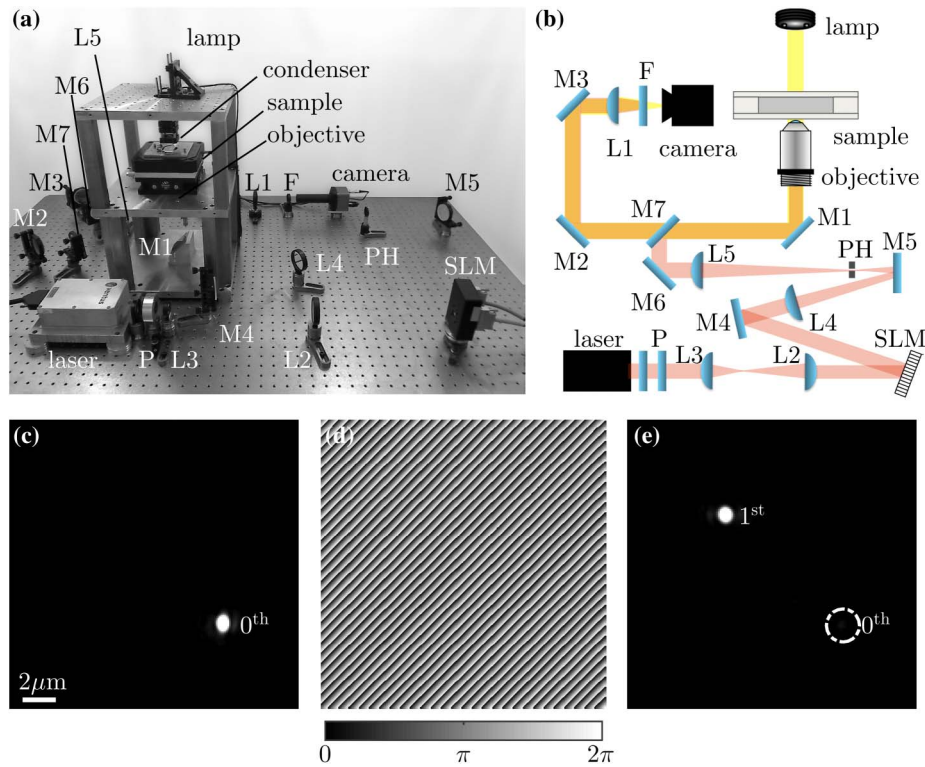 (a)
L5
lamp
M6
condenser
M7
sample
objective
M3
camera
L1
F
M5
M2
M1
PH
L4
SLM
M4
laser
P
L3
L2
(b)
lamp
M3
F
L1
camera
sample
objective
M7
M1
M2
L5
PH
M5
M6
M4
L4
SLM
laser
P
L3
L2
(c)
0th
2μm
(d)
0
π
2π
(e)
1st
0th